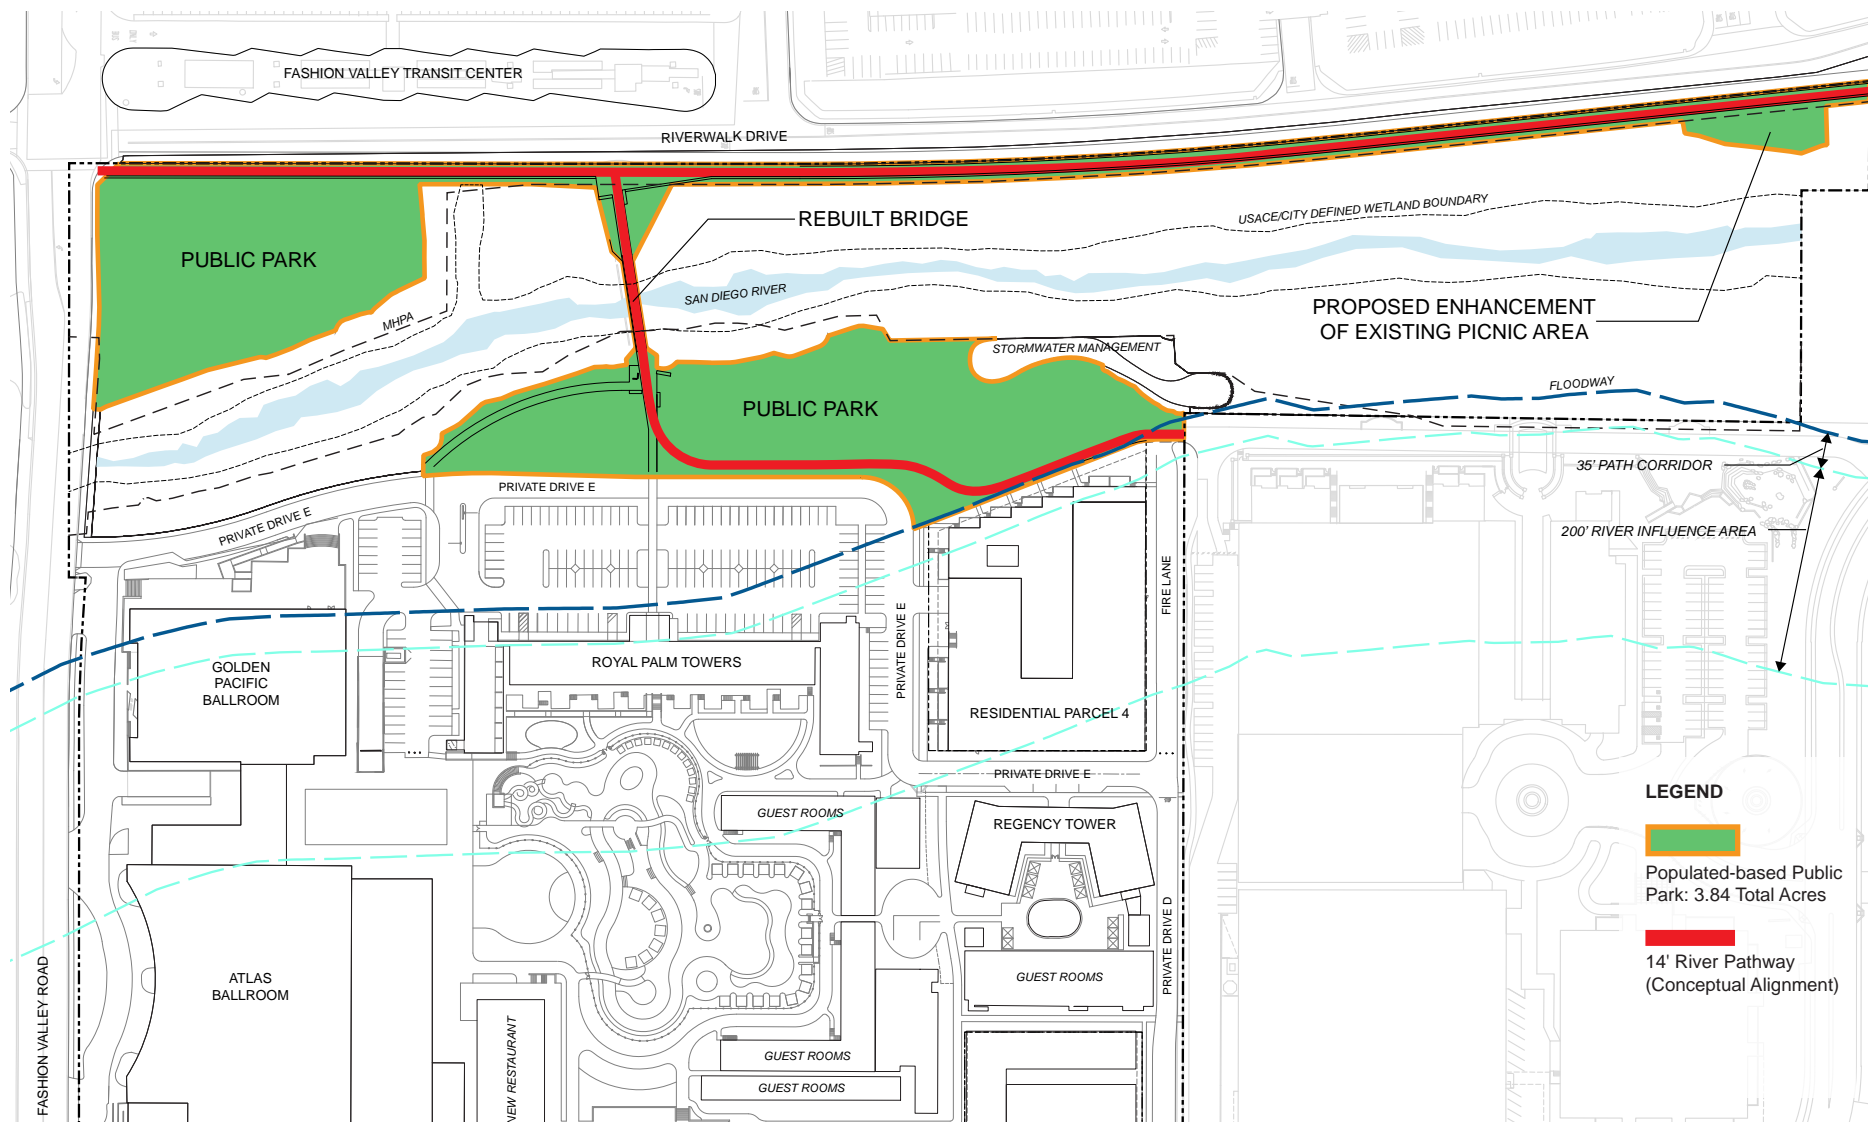 FASHION VALLEY TRANSIT CENTER
RIVERWALK DRIVE
PUBLIC PARK
REBUILT BRIDGE
USACE/CITY DEFINED WETLAND BOUNDARY
SAN DIEGO RIVER
MHPA
PROPOSED ENHANCEMENT
OF EXISTING PICNIC AREA
STORMWATER MANAGEMENT
FLOODWAY
PUBLIC PARK
35' PATH CORRIDOR
PRIVATE DRIVE E
PRIVATE DRIVE E
200' RIVER INFLUENCE AREA
FIRE LANE
PRIVATE DRIVE E
GOLDEN
PACIFIC
BALLROOM
ROYAL PALM TOWERS
RESIDENTIAL PARCEL 4
PRIVATE DRIVE E
GUEST ROOMS
REGENCY TOWER
LEGEND
Populated-based Public
Park: 3.84 Total Acres
14' River Pathway
(Conceptual Alignment)
PRIVATE DRIVE D
GUEST ROOMS
ATLAS
BALLROOM
FASHION VALLEY ROAD
NEW RESTAURANT
GUEST ROOMS
GUEST ROOMS